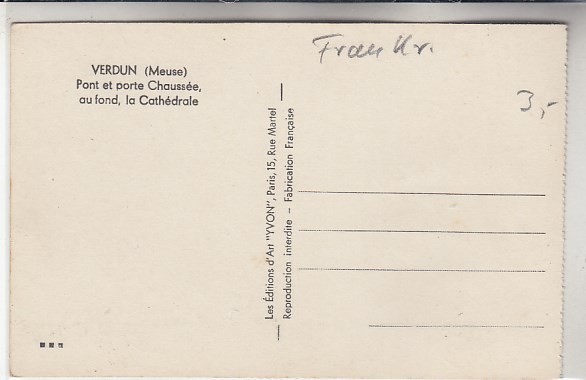 Frankr.
3,-
VERDUN (Meuse)
Pont et porte Chaussée,
au fond, la Cathédrale
Les Éditions d'Art "YVON", Paris, 15, Rue Martel
Reproduction interdite – Fabrication Française